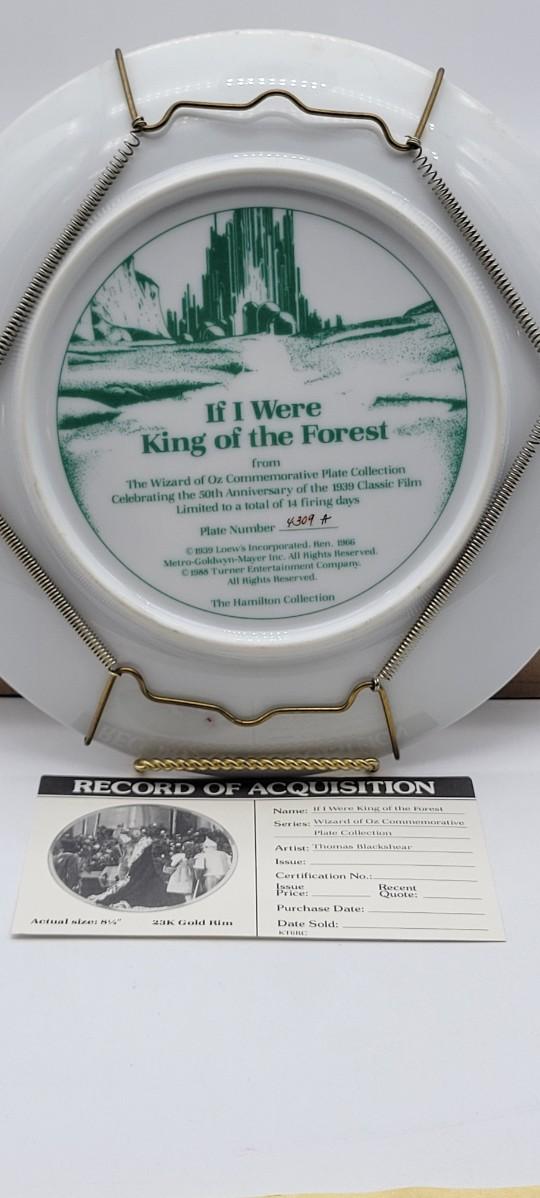 If I Were
King of the Forest
from
The Wizard of Oz Commemorative Plate Collection
Celebrating the 50th Anniversary of the 1939 Classic Film
Limited to a total of 14 firing days
Plate Number 4309 A
©1939 Loew's Incorporated. Ren. 1966
Metro-Goldwyn-Mayer Inc. All Rights Reserved.
©1988 Turner Entertainment Company.
All Rights Reserved.
The Hamilton Collection
RECORD OF ACQUISITION
Actual size: 8½" 23K Gold Rim
Name: If I Were King of the Forest
Series: Wizard of Oz Commemorative
Plate Collection
Artist: Thomas Blackshear
Issue:
Certification No.:
Issue Price: Recent Quote:
Purchase Date:
Date Sold: